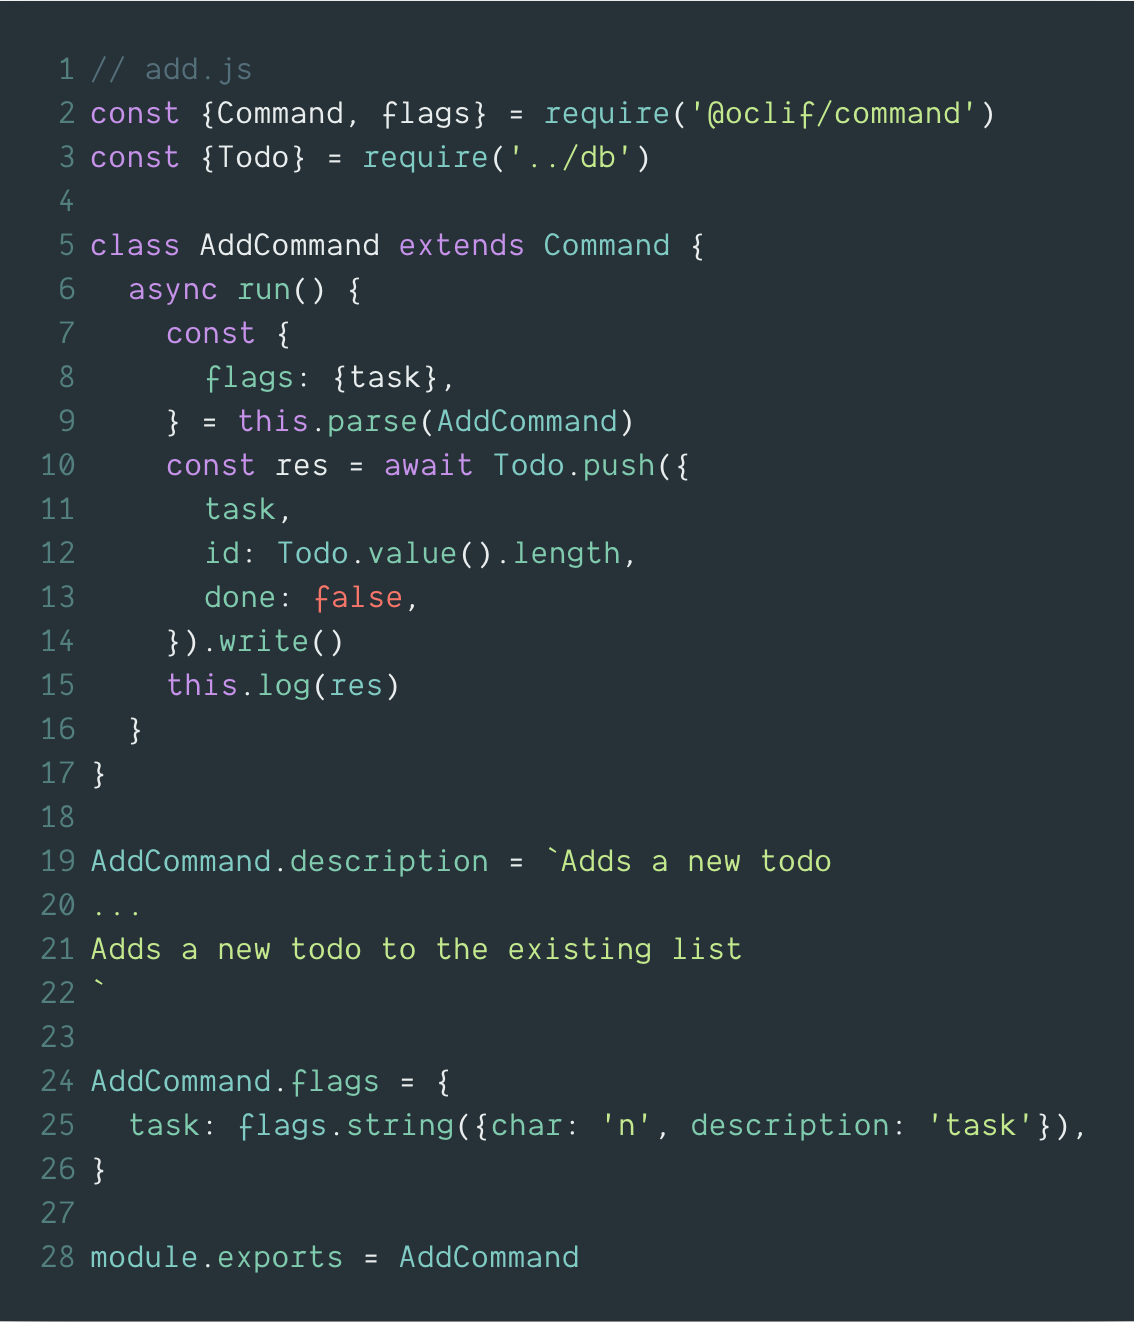 1 // add.js
2 const {Command, flags} = require('@oclif/command')
3 const {Todo} = require('../db')
4
5 class AddCommand extends Command {
6   async run() {
7     const {
8       flags: {task},
9     } = this.parse(AddCommand)
10     const res = await Todo.push({
11       task,
12       id: Todo.value().length,
13       done: false,
14     }).write()
15     this.log(res)
16   }
17 }
18
19 AddCommand.description = `Adds a new todo
20 ...
21 Adds a new todo to the existing list
22 `
23
24 AddCommand.flags = {
25   task: flags.string({char: 'n', description: 'task'}),
26 }
27
28 module.exports = AddCommand